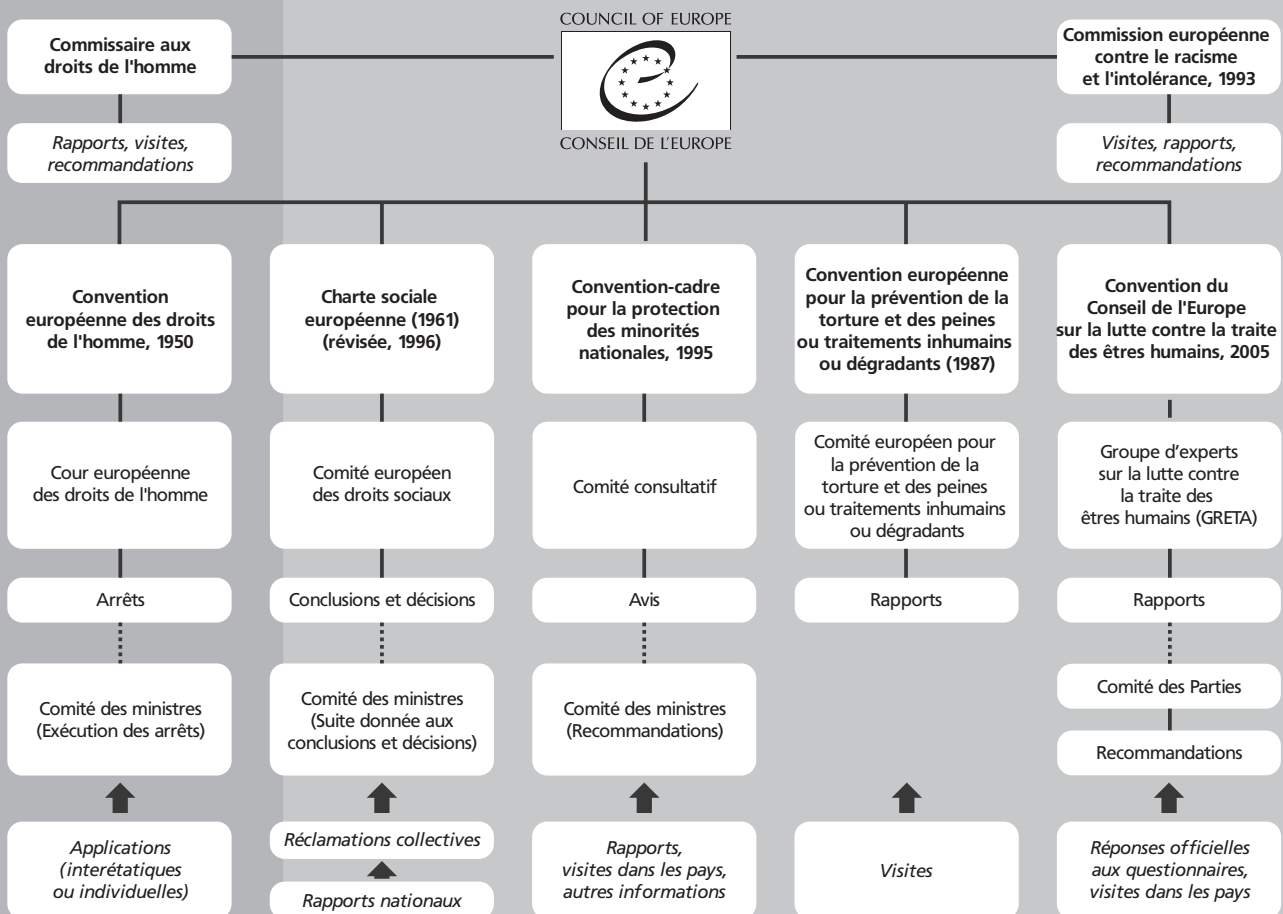 COUNCIL OF EUROPE
CONSEIL DE L'EUROPE
Commissaire aux
droits de l'homme
Rapports, visites,
recommandations
Commission européenne
contre le racisme
et l'intolérance, 1993
Visites, rapports,
recommandations
Convention
européenne des droits
de l'homme, 1950
Cour européenne
des droits de l'homme
Arrêts
Comité des ministres
(Exécution des arrêts)
Applications
(interétatiques
ou individuelles)
Charte sociale
européenne (1961)
(révisée, 1996)
Comité européen
des droits sociaux
Conclusions et décisions
Comité des ministres
(Suite donnée aux
conclusions et décisions)
Réclamations collectives
Rapports nationaux
Convention-cadre
pour la protection
des minorités
nationales, 1995
Comité consultatif
Avis
Comité des ministres
(Recommandations)
Rapports,
visites dans les pays,
autres informations
Convention européenne
pour la prévention de la
torture et des peines
ou traitements inhumains
ou dégradants (1987)
Comité européen pour
la prévention de la
torture et des peines
ou traitements inhumains
ou dégradants
Rapports
Visites
Convention du
Conseil de l'Europe
sur la lutte contre la traite
des êtres humains, 2005
Groupe d’experts
sur la lutte contre
la traite des
êtres humains (GRETA)
Rapports
Comité des Parties
Recommandations
Réponses officielles
aux questionnaires,
visites dans les pays